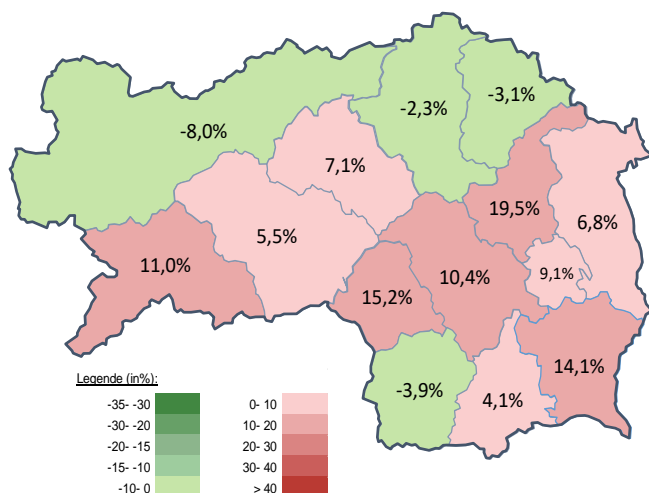 -2,3%
-3,1%
-8,0%
7,1%
19,5%
6,8%
5,5%
11,0%
10,4%
9,1%
15,2%
14,1%
-3,9%
4,1%
Legende (in%):
-35- -30 0- 10
-30- -20 10- 20
-20- -15 20- 30
-15- -10 30- 40
-10- 0 > 40